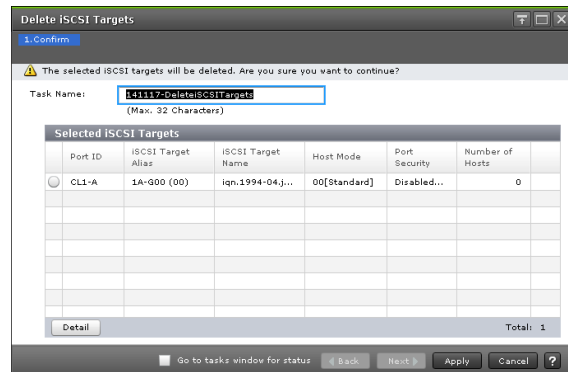 Delete iSCSI Targets
1.Confirm
The selected iSCSI targets will be deleted. Are you sure you want to continue?
Task Name: 141117-DeleteiSCSITargets
(Max. 32 Characters)
Selected iSCSI Targets
Port ID iSCSI Target Alias iSCSI Target Name Host Mode Port Security Number of Hosts
CL1-A 1A-G00 (00) iqn.1994-04.j... 00[Standard] Disabled... 0
Detail Total: 1
Go to tasks window for status Back Next Apply Cancel ?